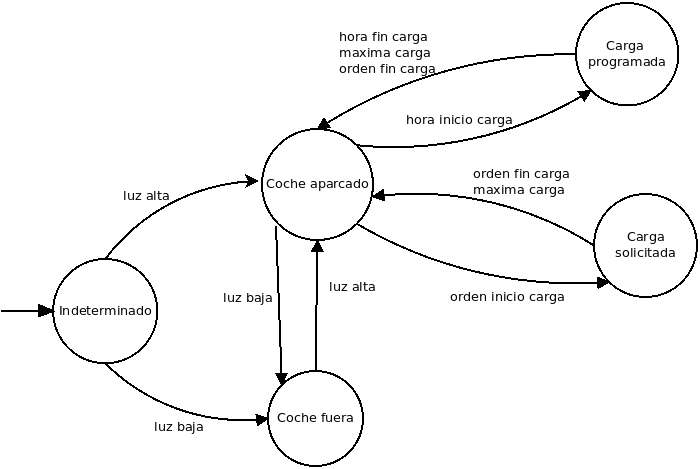 hora fin carga
maxima carga
orden fin carga
Carga
programada
hora inicio carga
Coche aparcado
orden fin carga
maxima carga
luz alta
Carga
solicitada
luz baja
luz alta
orden inicio carga
Indeterminado
Coche fuera
luz baja